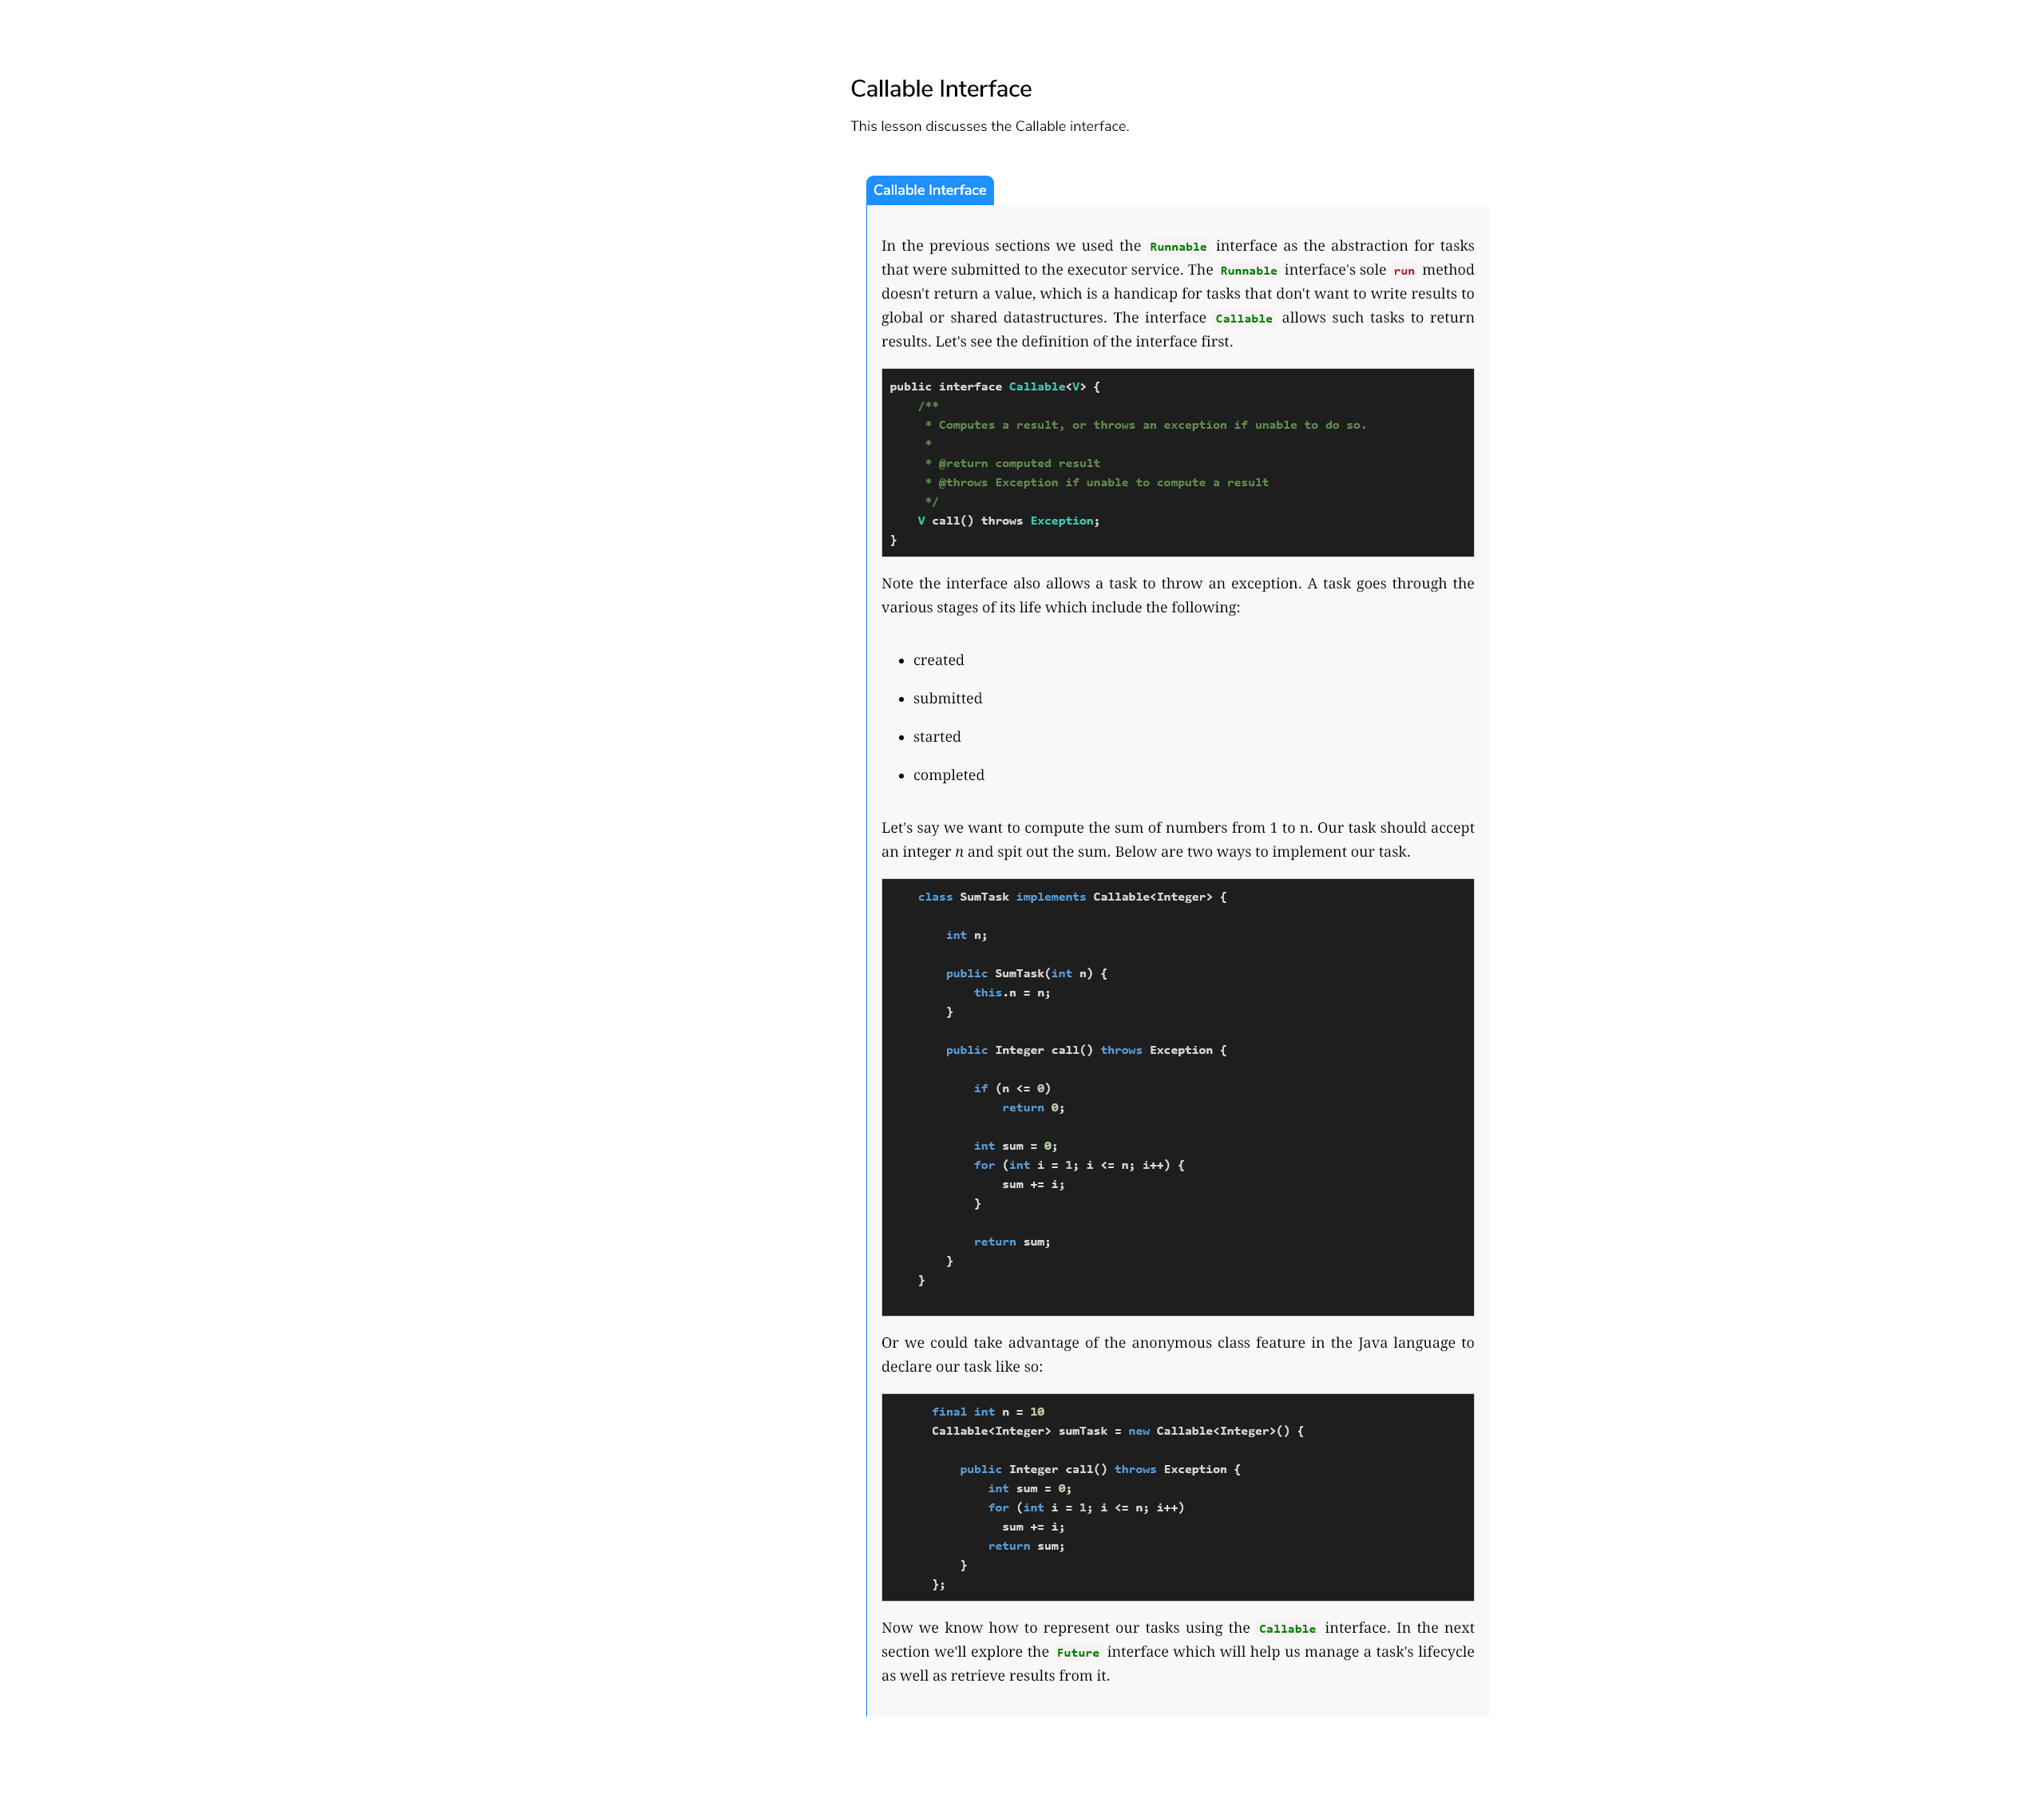 Callable Interface
This lesson discusses the Callable interface.
Callable Interface
In the previous sections we used the Runnable interface as the abstraction for tasks
that were submitted to the executor service. The Runnable interface's sole run method
doesn't return a value, which is a handicap for tasks that don't want to write results to
global or shared datastructures. The interface Callable allows such tasks to return
results. Let's see the definition of the interface first.
public interface Callable<V> {
    /**
     * Computes a result, or throws an exception if unable to do so.
     *
     * @return computed result
     * @throws Exception if unable to compute a result
     */
    V call() throws Exception;
}
Note the interface also allows a task to throw an exception. A task goes through the
various stages of its life which include the following:
• created
• submitted
• started
• completed
Let's say we want to compute the sum of numbers from 1 to n. Our task should accept
an integer n and spit out the sum. Below are two ways to implement our task.
    class SumTask implements Callable<Integer> {
        int n;
        public SumTask(int n) {
            this.n = n;
        }
        public Integer call() throws Exception {
            if (n <= 0)
                return 0;
            int sum = 0;
            for (int i = 1; i <= n; i++) {
                sum += i;
            }
            return sum;
        }
    }
Or we could take advantage of the anonymous class feature in the Java language to
declare our task like so:
      final int n = 10
      Callable<Integer> sumTask = new Callable<Integer>() {
          public Integer call() throws Exception {
              int sum = 0;
              for (int i = 1; i <= n; i++)
                sum += i;
              return sum;
          }
      };
Now we know how to represent our tasks using the Callable interface. In the next
section we'll explore the Future interface which will help us manage a task's lifecycle
as well as retrieve results from it.